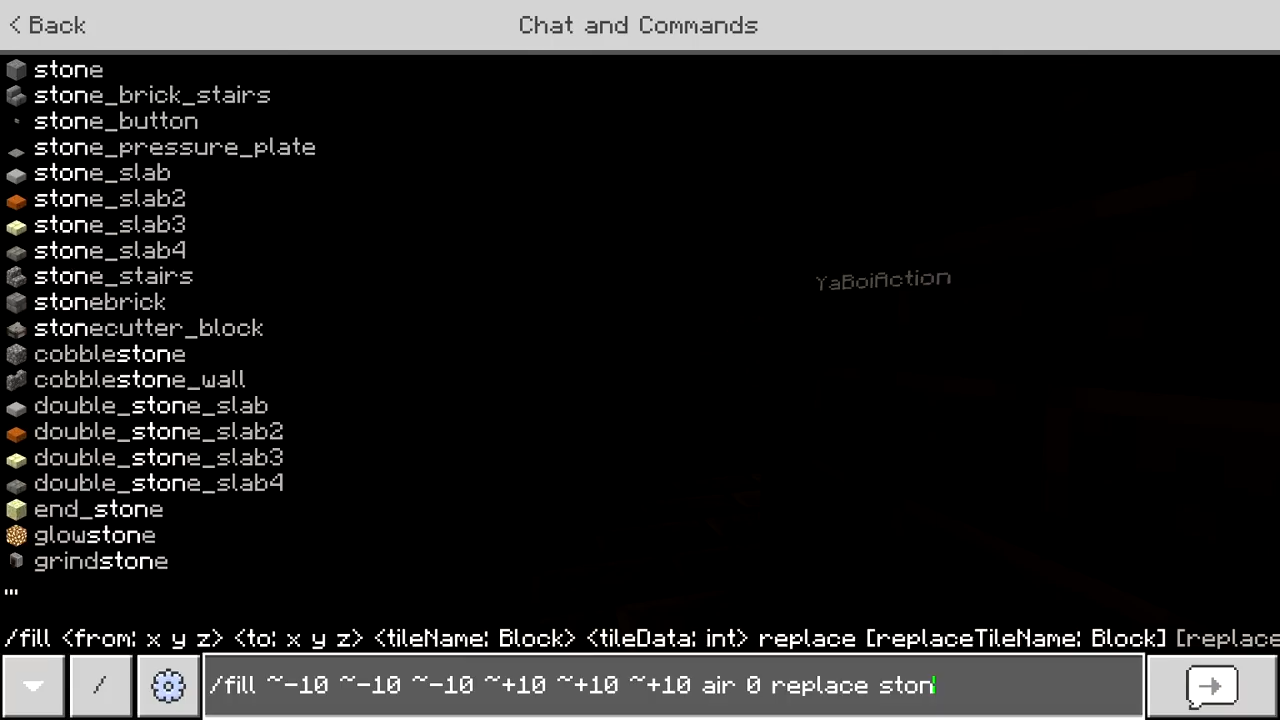 < Back
Chat and Commands
stone
stone_brick_stairs
stone_button
stone_pressure_plate
stone_slab
stone_slab2
stone_slab3
stone_slab4
stone_stairs
stonebrick
stonecutter_block
cobblestone
cobblestone_wall
double_stone_slab
double_stone_slab2
double_stone_slab3
double_stone_slab4
end_stone
glowstone
grindstone
...
YaBoiAction
/fill <from: x y z> <to: x y z> <tileName: Block> <tileData: int> replace [replaceTileName: Block] [replace
/
/fill ~-10 ~-10 ~-10 ~+10 ~+10 ~+10 air 0 replace ston